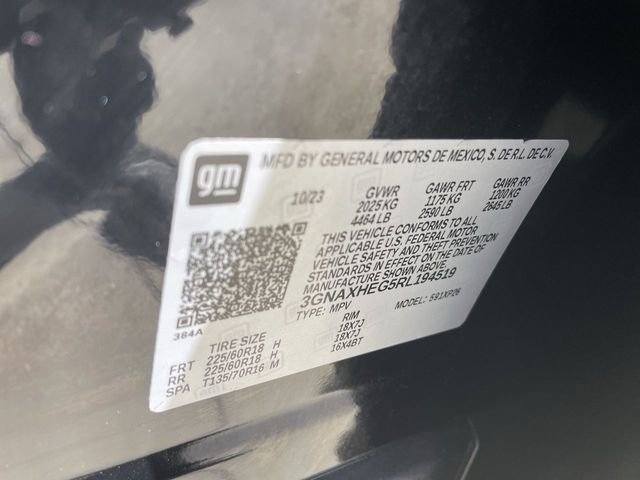 gm
MFD BY GENERAL MOTORS DE MEXICO, S. DE R.L. DE C.V.
10/23 GVWR GAWR FRT GAWR RR
2025 KG 1175 KG 1200 KG
4464 LB 2590 LB 2645 LB
THIS VEHICLE CONFORMS TO ALL
APPLICABLE U.S. FEDERAL MOTOR
VEHICLE SAFETY AND THEFT PREVENTION
STANDARDS IN EFFECT ON THE DATE OF
MANUFACTURE SHOWN ABOVE.
3GNAXHEG5RL194519
TYPE: MPV MODEL: 591XP26
384A
TIRE SIZE RIM
FRT 225/60R18 H 18X7J
RR 225/60R18 H 18X7J
SPA T135/70R16 M 16X4BT